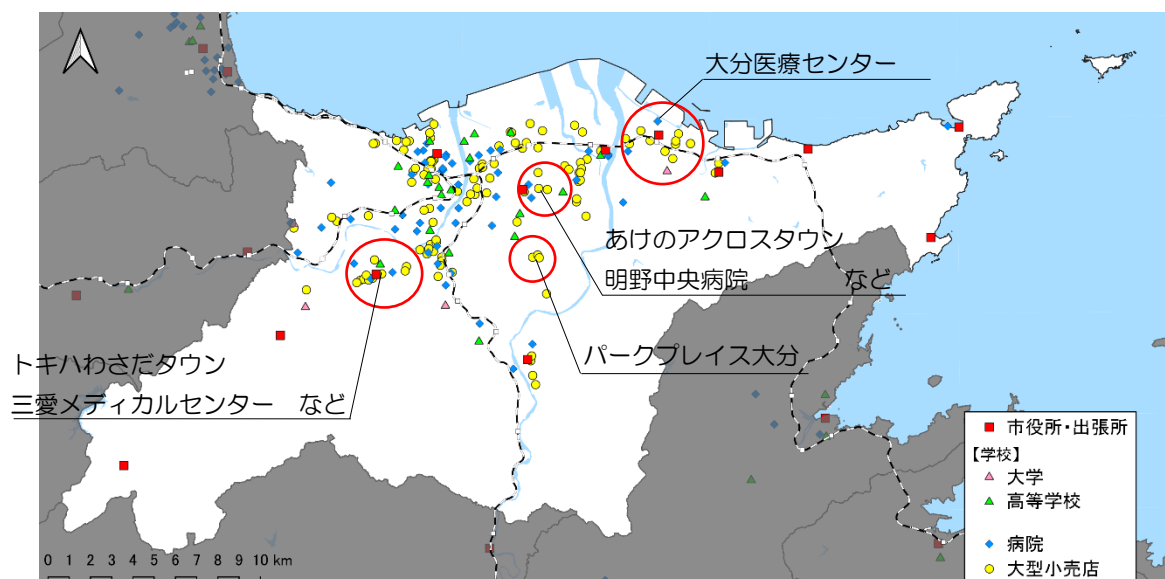 大分医療センター
あけのアクロスタウン
明野中央病院 など
パークプレイス大分
トキハわさだタウン
三愛メディカルセンター など
市役所・出張所
【学校】
大学
高等学校
病院
大型小売店
0 1 2 3 4 5 6 7 8 9 10 km